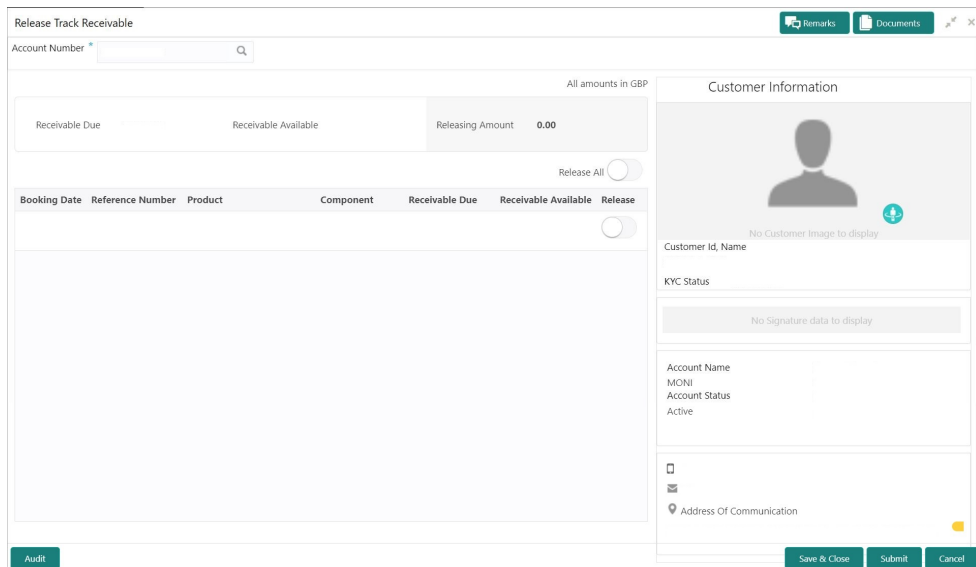 Release Track Receivable
Remarks
Documents
Account Number *
All amounts in GBP
Receivable Due
Receivable Available
Releasing Amount 0.00
Release All
Booking Date Reference Number Product Component Receivable Due Receivable Available Release
Customer Information
No Customer Image to display
Customer Id, Name
KYC Status
No Signature data to display
Account Name
MONI
Account Status
Active
Address Of Communication
Audit
Save & Close
Submit
Cancel